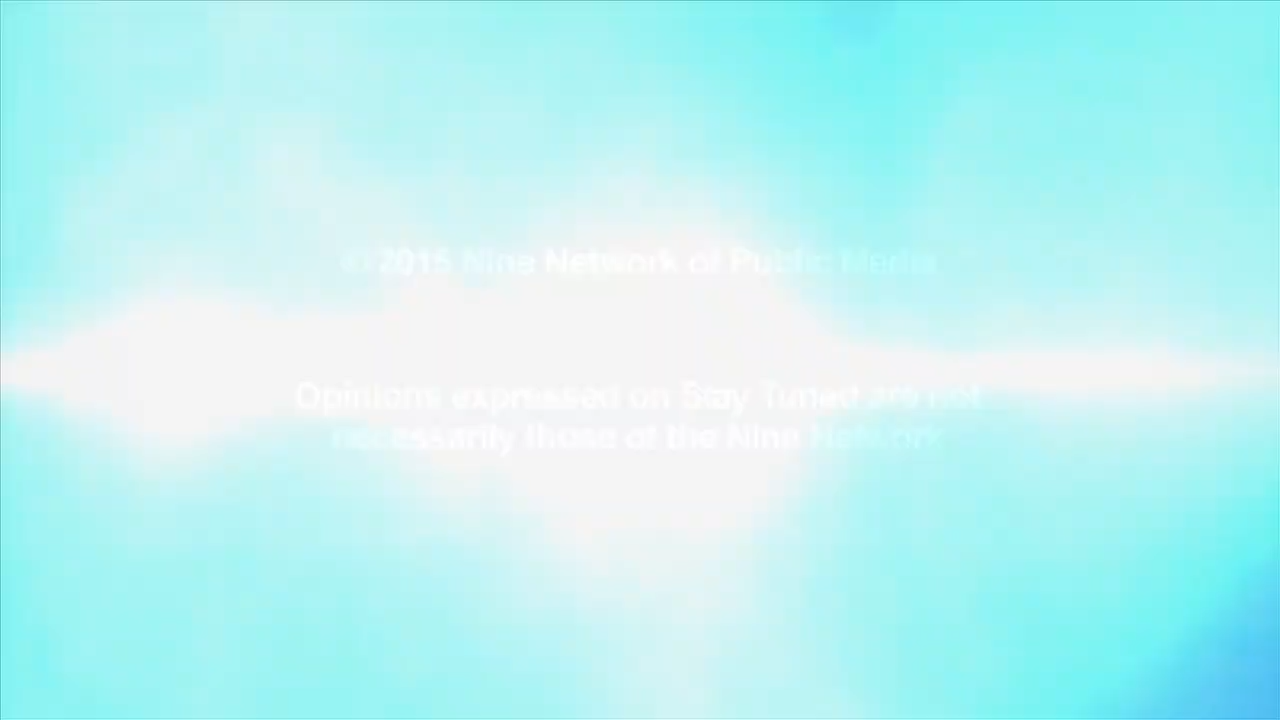 © 2015 Nine Network of Public Media
Opinions expressed on Stay Tuned are not
necessarily those of the Nine Network